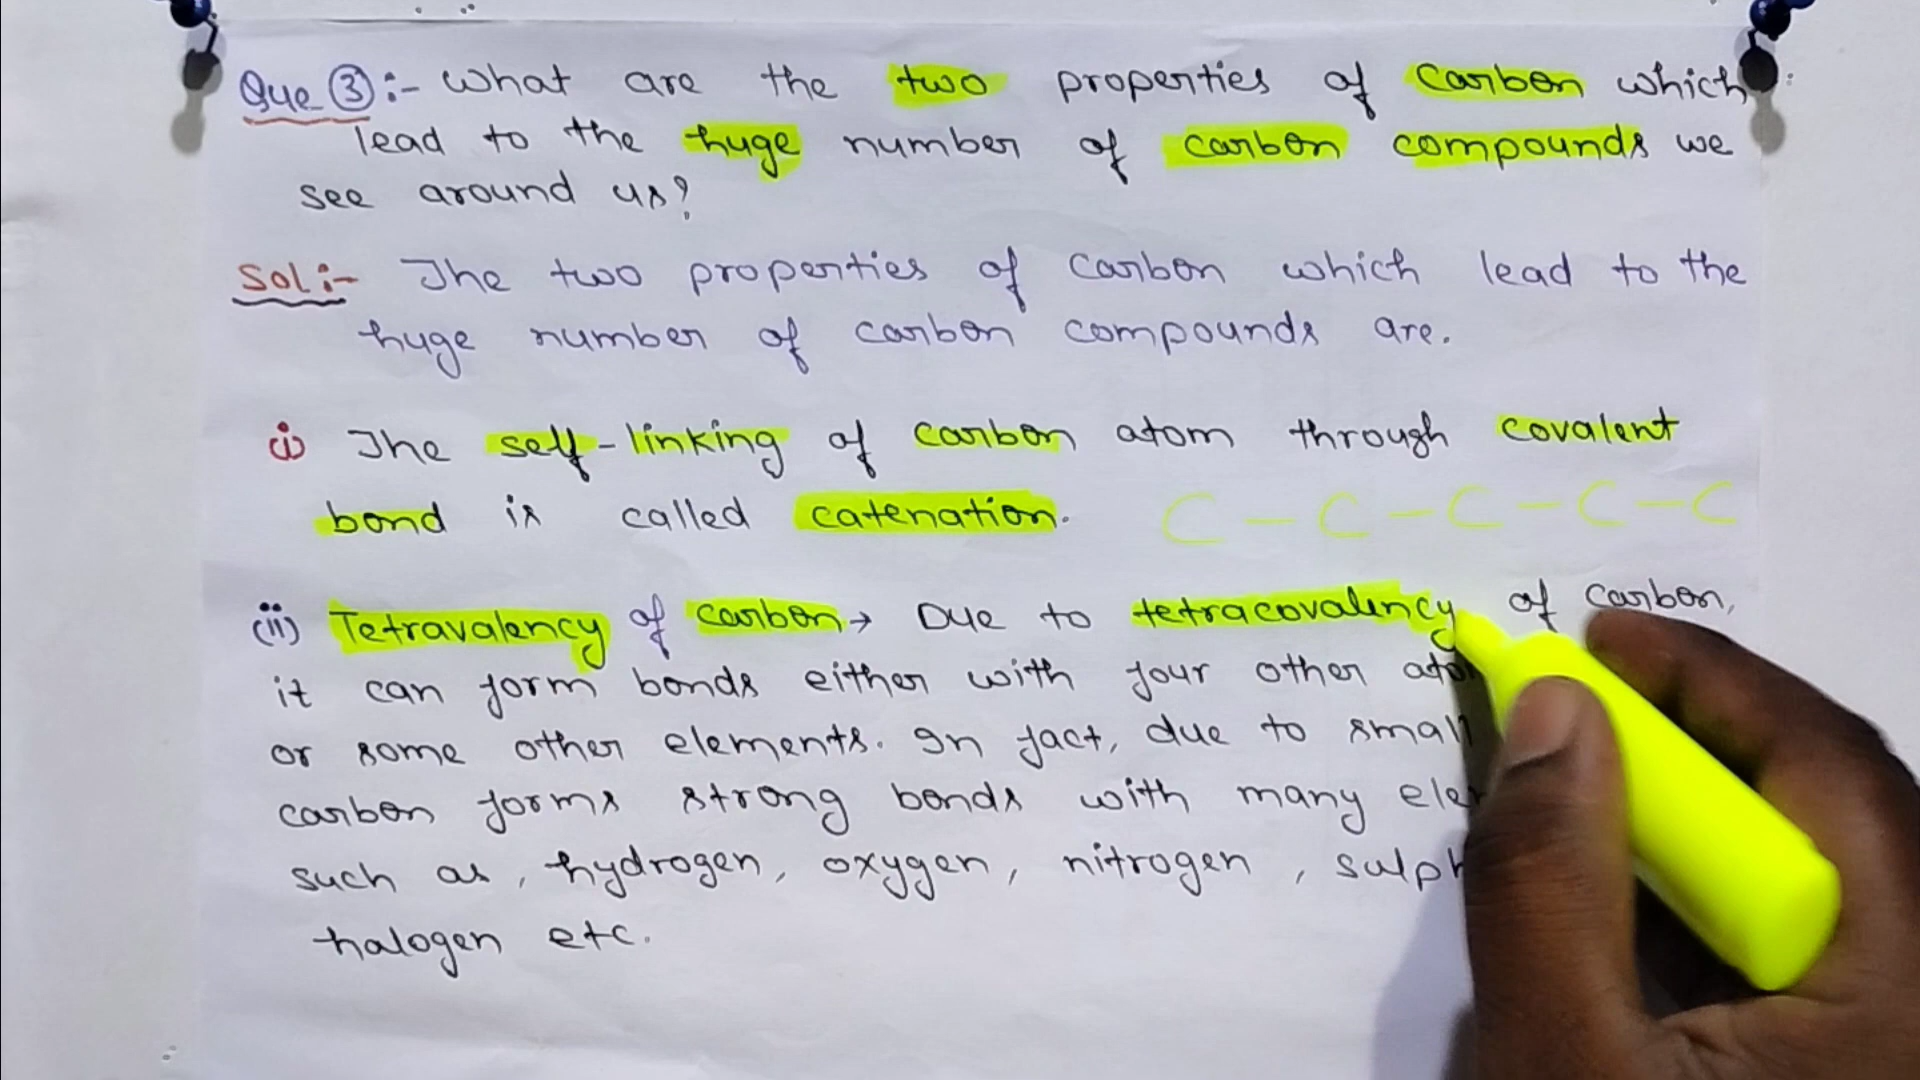 Que ③:- What are the two properties of carbon which
lead to the huge number of carbon compounds we
see around us?
Sol:- The two properties of carbon which lead to the
huge number of carbon compounds are.
(i) The self-linking of carbon atom through covalent
bond is called catenation. C - C - C - C - C
(ii) Tetravalency of carbon → Due to tetracovalency of carbon,
it can form bonds either with four other
or some other elements. In fact, due to small
carbon forms strong bonds with many
such as, hydrogen, oxygen, nitrogen,
halogen etc.